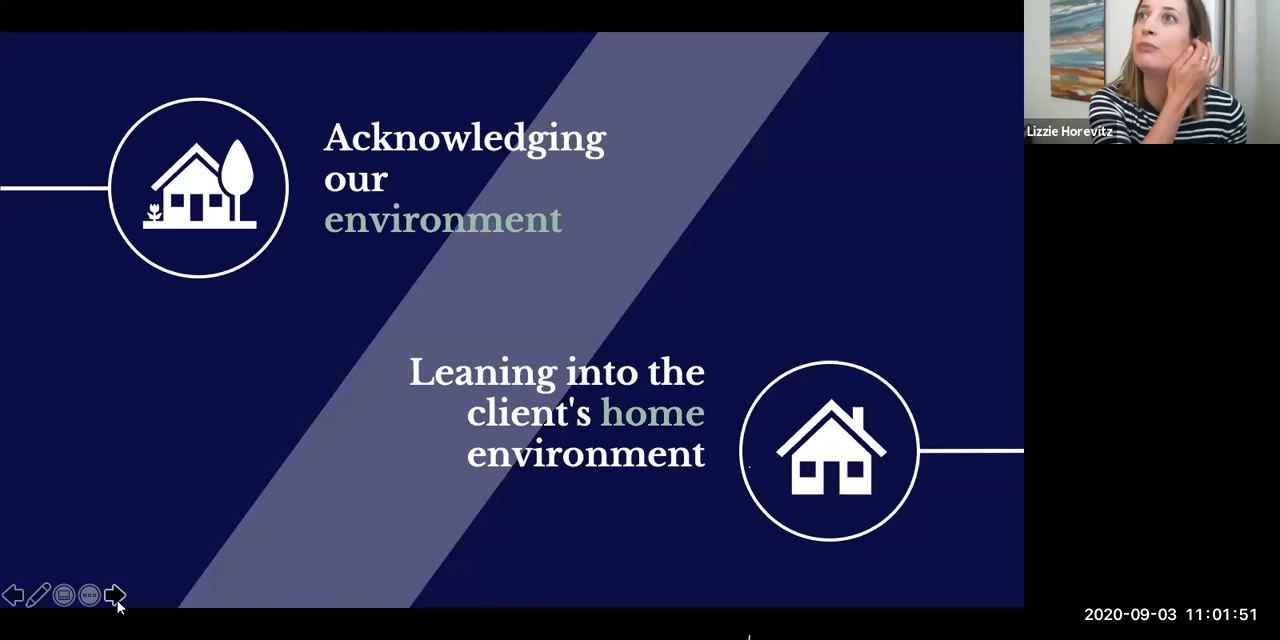 Acknowledging
our
environment
Leaning into the
client's home
environment
Lizzie Horevitz
2020-09-03 11:01:51